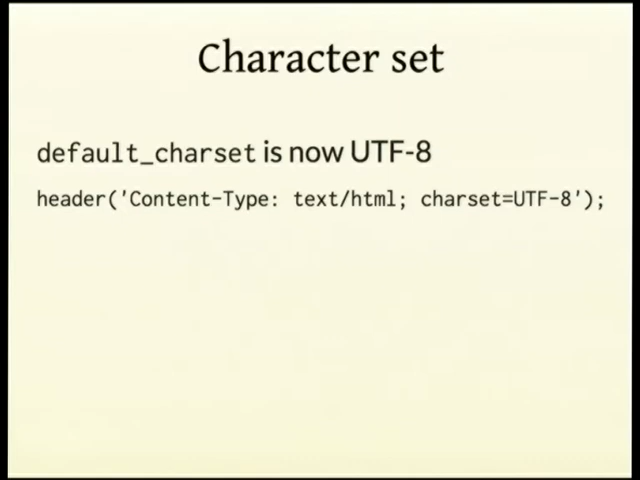 Character set
default_charset is now UTF-8
header('Content-Type: text/html; charset=UTF-8');